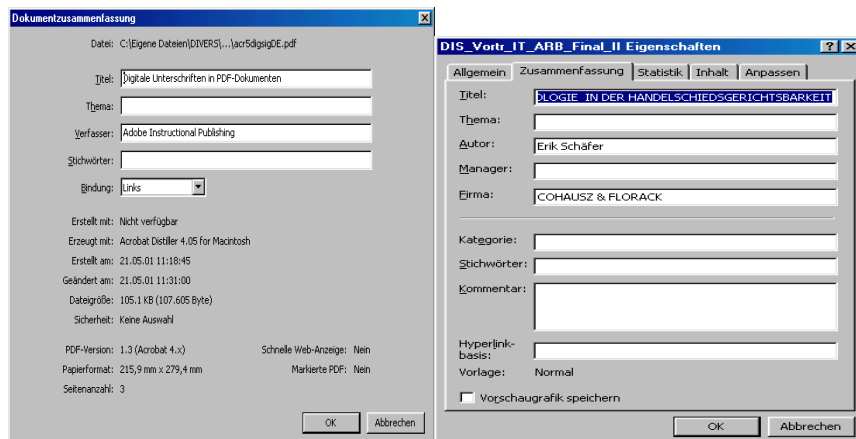 Dokumentzusammenfassung
Datei: C:\Eigene Dateien\DIVERS\...\acr5digsigDE.pdf
Titel: Digitale Unterschriften in PDF-Dokumenten
Thema:
Verfasser: Adobe Instructional Publishing
Stichwörter:
Bindung: Links
Erstellt mit: Nicht verfügbar
Erzeugt mit: Acrobat Distiller 4.05 for Macintosh
Erstellt am: 21.05.01 11:18:45
Geändert am: 21.05.01 11:31:00
Dateigröße: 105.1 KB (107.605 Byte)
Sicherheit: Keine Auswahl
PDF-Version: 1.3 (Acrobat 4.x) Schnelle Web-Anzeige: Nein
Papierformat: 215,9 mm x 279,4 mm Markierte PDF: Nein
Seitenanzahl: 3
OK Abbrechen
DIS_Vortr_IT_ARB_Final_II Eigenschaften
Allgemein Zusammenfassung Statistik Inhalt Anpassen
Titel: OLOGIE IN DER HANDELSCHIEDSGERICHTSBARKEIT
Thema:
Autor: Erik Schäfer
Manager:
Firma: COHAUSZ & FLORACK
Kategorie:
Stichwörter:
Kommentar:
Hyperlink-
basis:
Vorlage: Normal
Vorschaugrafik speichern
OK Abbrechen